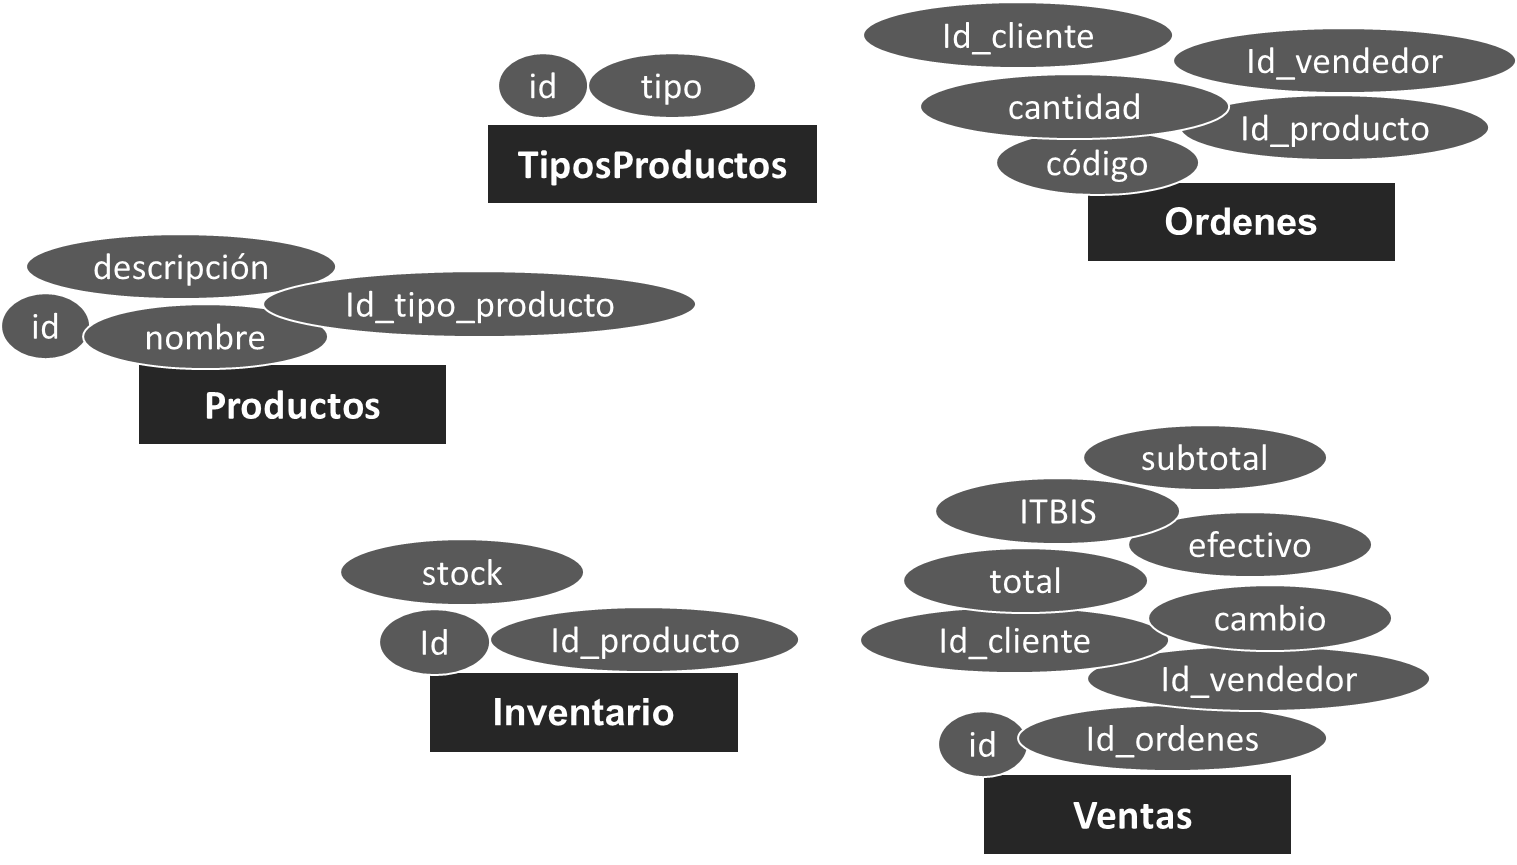 id
tipo
TiposProductos
Id_cliente
Id_vendedor
cantidad
Id_producto
código
Ordenes
descripción
Id_tipo_producto
id
nombre
Productos
stock
Id
Id_producto
Inventario
subtotal
ITBIS
efectivo
total
cambio
Id_cliente
Id_vendedor
id
Id_ordenes
Ventas